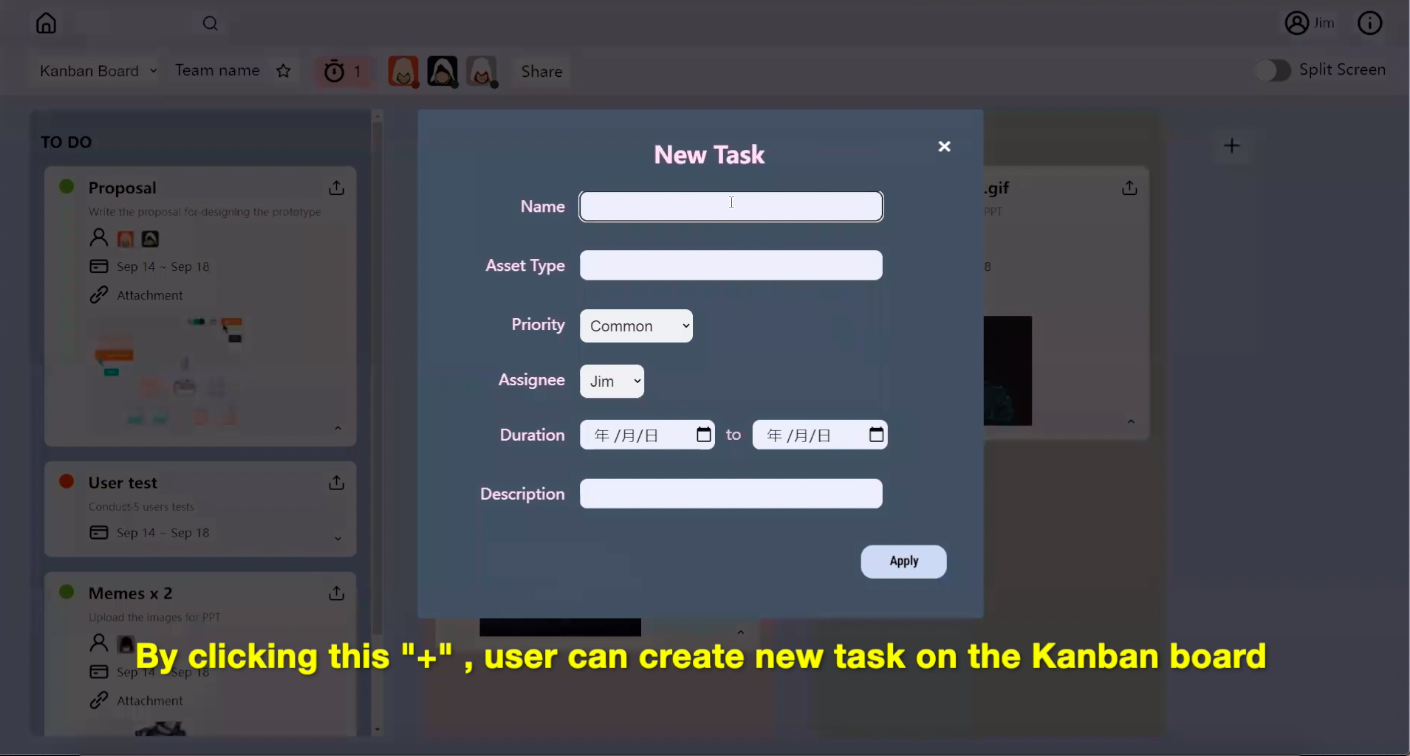 Jim
Kanban Board
Team name
1
Share
Split Screen
TO DO
Proposal
Write the proposal for designing the prototype
Sep 14 – Sep 18
Attachment
User test
Conduct 5 users tests
Sep 14 – Sep 18
Memes x 2
Upload the images for PPT
Sep 14 – Sep 18
Attachment
New Task
Name
Asset Type
Priority
Common
Assignee
Jim
Duration
年 /月/日
to
年 /月/日
Description
Apply
.gif
PPT
8
By clicking this "+" , user can create new task on the Kanban board